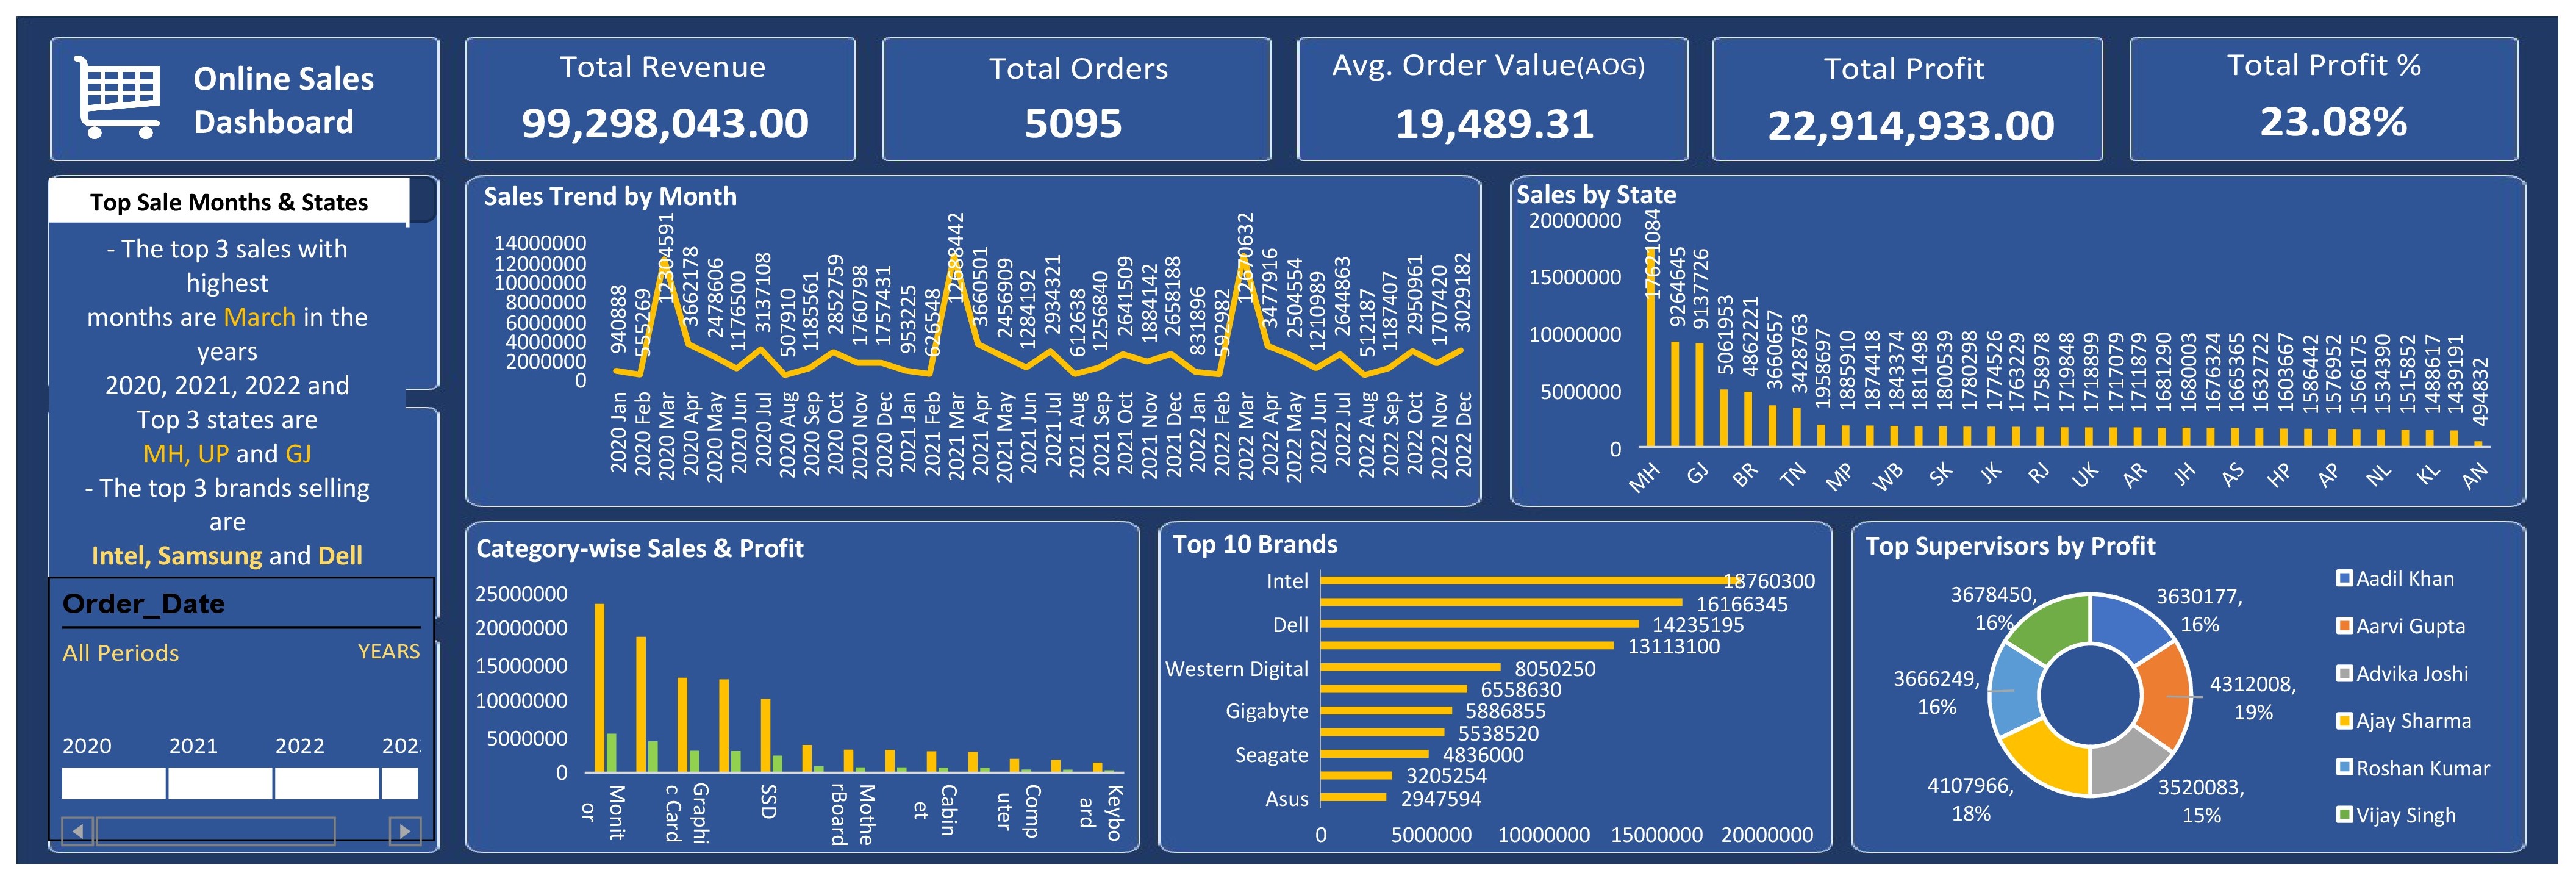 Online Sales
Dashboard
Total Revenue
99,298,043.00
Total Orders
5095
Avg. Order Value(AOG)
19,489.31
Total Profit
22,914,933.00
Total Profit %
23.08%
Top Sale Months & States
- The top 3 sales with
highest
months are March in the
years
2020, 2021, 2022 and
Top 3 states are
MH, UP and GJ
- The top 3 brands selling
are
Intel, Samsung and Dell
Order_Date
All Periods YEARS
2020 2021 2022
Sales Trend by Month
14000000
12000000
10000000
8000000
6000000
4000000
2000000
0
940888
555269
12304591
3662178
2478606
1176500
3137108
507910
1185561
2852759
1760798
1757431
953225
626548
12688442
3660501
2456909
1284192
2934321
612638
1256840
2641509
1884142
2658188
831896
592982
12670632
3477916
2504554
1210989
2644863
512187
1187407
2950961
1707420
3029182
2020 Jan
2020 Feb
2020 Mar
2020 Apr
2020 May
2020 Jun
2020 Jul
2020 Aug
2020 Sep
2020 Oct
2020 Nov
2020 Dec
2021 Jan
2021 Feb
2021 Mar
2021 Apr
2021 May
2021 Jun
2021 Jul
2021 Aug
2021 Sep
2021 Oct
2021 Nov
2021 Dec
2022 Jan
2022 Feb
2022 Mar
2022 Apr
2022 May
2022 Jun
2022 Jul
2022 Aug
2022 Sep
2022 Oct
2022 Nov
2022 Dec
Sales by State
20000000
15000000
10000000
5000000
0
17621084
9264645
9137726
5061953
4862221
3660657
3428763
1958697
1885910
1874418
1843374
1811498
1800539
1780298
1774526
1763229
1758978
1719848
1718899
1717079
1711879
1681290
1680003
1676324
1665365
1632722
1603667
1586442
1576952
1566175
1534390
1515852
1488617
1439191
494832
MH
GJ
BR
TN
MP
WB
SK
JK
RJ
UK
AR
JH
AS
HP
AP
NL
KL
AN
Category-wise Sales & Profit
25000000
20000000
15000000
10000000
5000000
0
Monit
or
Graphi
c Card
SSD
Mothe
rBoard
Cabin
et
Comp
uter
Keybo
ard
Top 10 Brands
Intel 18760300
16166345
Dell 14235195
13113100
Western Digital 8050250
6558630
Gigabyte 5886855
5538520
Seagate 4836000
3205254
Asus 2947594
0 5000000 10000000 15000000 20000000
Top Supervisors by Profit
3630177,
16%
4312008,
19%
3520083,
15%
4107966,
18%
3666249,
16%
3678450,
16%
Aadil Khan
Aarvi Gupta
Advika Joshi
Ajay Sharma
Roshan Kumar
Vijay Singh